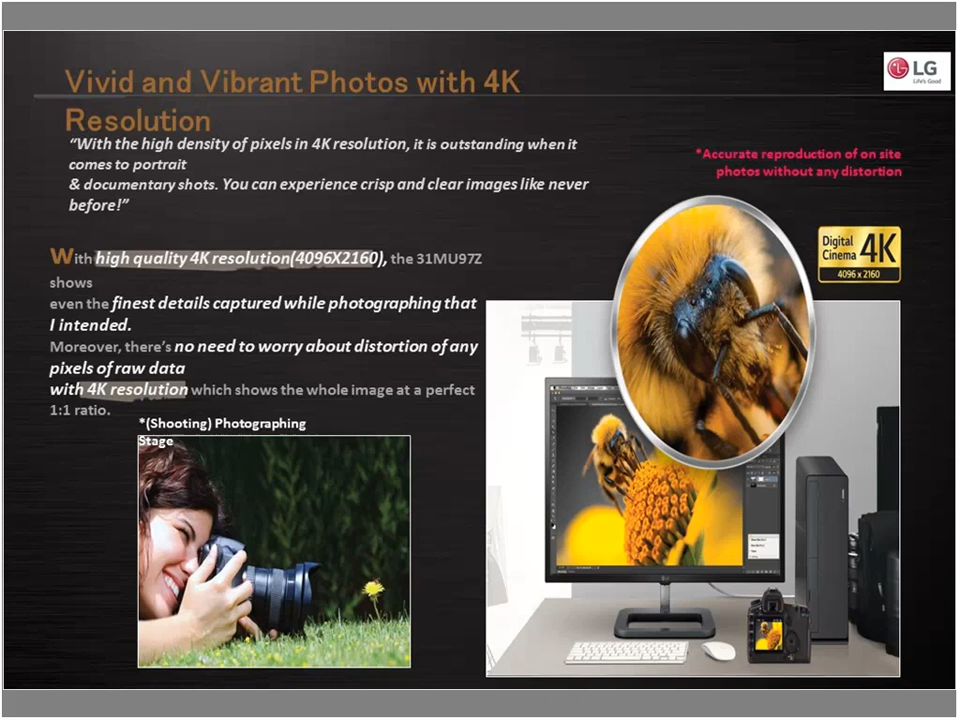 Vivid and Vibrant Photos with 4K
Resolution
LG
Life's Good
“With the high density of pixels in 4K resolution, it is outstanding when it
comes to portrait
& documentary shots. You can experience crisp and clear images like never
before!”
*Accurate reproduction of on site
photos without any distortion
With high quality 4K resolution(4096X2160), the 31MU97Z
shows
even the finest details captured while photographing that
I intended.
Moreover, there’s no need to worry about distortion of any
pixels of raw data
with 4K resolution which shows the whole image at a perfect
1:1 ratio.
Digital
Cinema 4K
4096 x 2160
*(Shooting) Photographing
Stage
LG